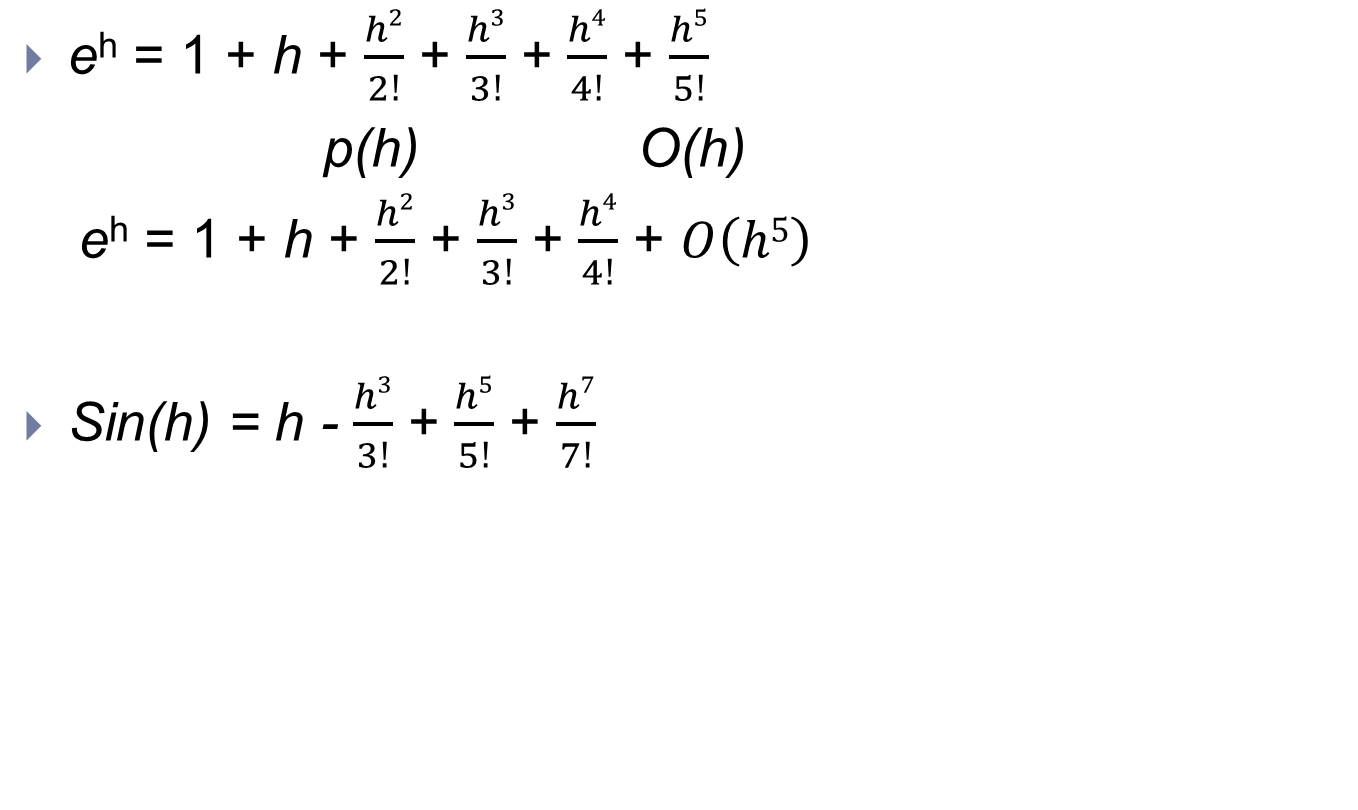 eʰ = 1 + h + h²/2! + h³/3! + h⁴/4! + h⁵/5!
p(h) O(h)
eʰ = 1 + h + h²/2! + h³/3! + h⁴/4! + O(h⁵)
Sin(h) = h - h³/3! + h⁵/5! + h⁷/7!